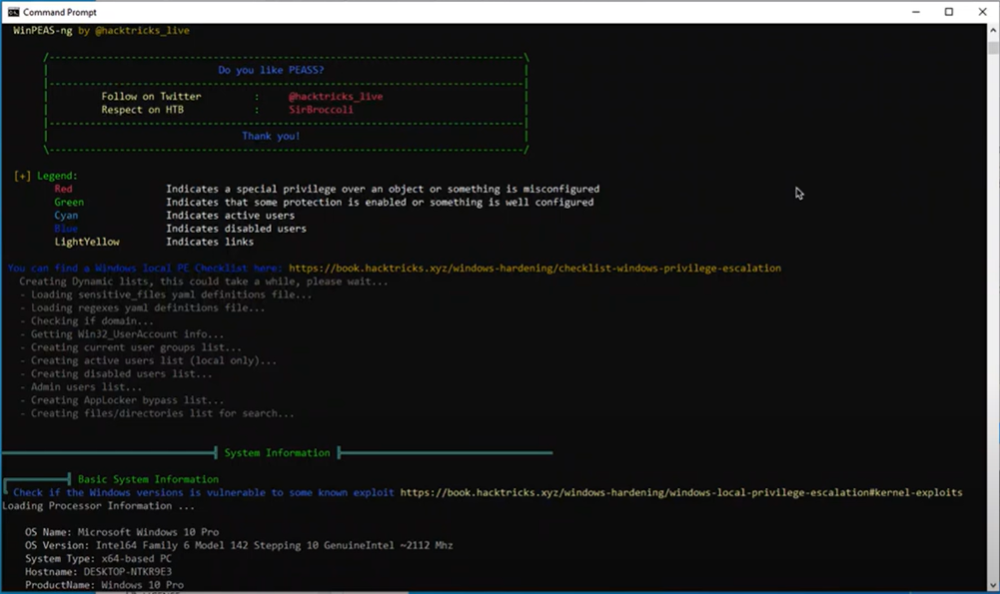 Command Prompt
WinPEAS-ng by @hacktricks_live
Do you like PEASS?
Follow on Twitter : @hacktricks_live
Respect on HTB : SirBroccoli
Thank you!
[+] Legend:
Red Indicates a special privilege over an object or something is misconfigured
Green Indicates that some protection is enabled or something is well configured
Cyan Indicates active users
Blue Indicates disabled users
LightYellow Indicates links
You can find a Windows local PE Checklist here: https://book.hacktricks.xyz/windows-hardening/checklist-windows-privilege-escalation
Creating Dynamic lists, this could take a while, please wait...
- Loading sensitive_files yaml definitions file...
- Loading regexes yaml definitions file...
- Checking if domain...
- Getting Win32_UserAccount info...
- Creating current user groups list...
- Creating active users list (local only)...
- Creating disabled users list...
- Admin users list...
- Creating AppLocker bypass list...
- Creating files/directories list for search...
System Information
Basic System Information
Check if the Windows versions is vulnerable to some known exploit https://book.hacktricks.xyz/windows-hardening/windows-local-privilege-escalation#kernel-exploits
Loading Processor Information ...
OS Name: Microsoft Windows 10 Pro
OS Version: Intel64 Family 6 Model 142 Stepping 10 GenuineIntel ~2112 Mhz
System Type: x64-based PC
Hostname: DESKTOP-NTKR9E3
ProductName: Windows 10 Pro